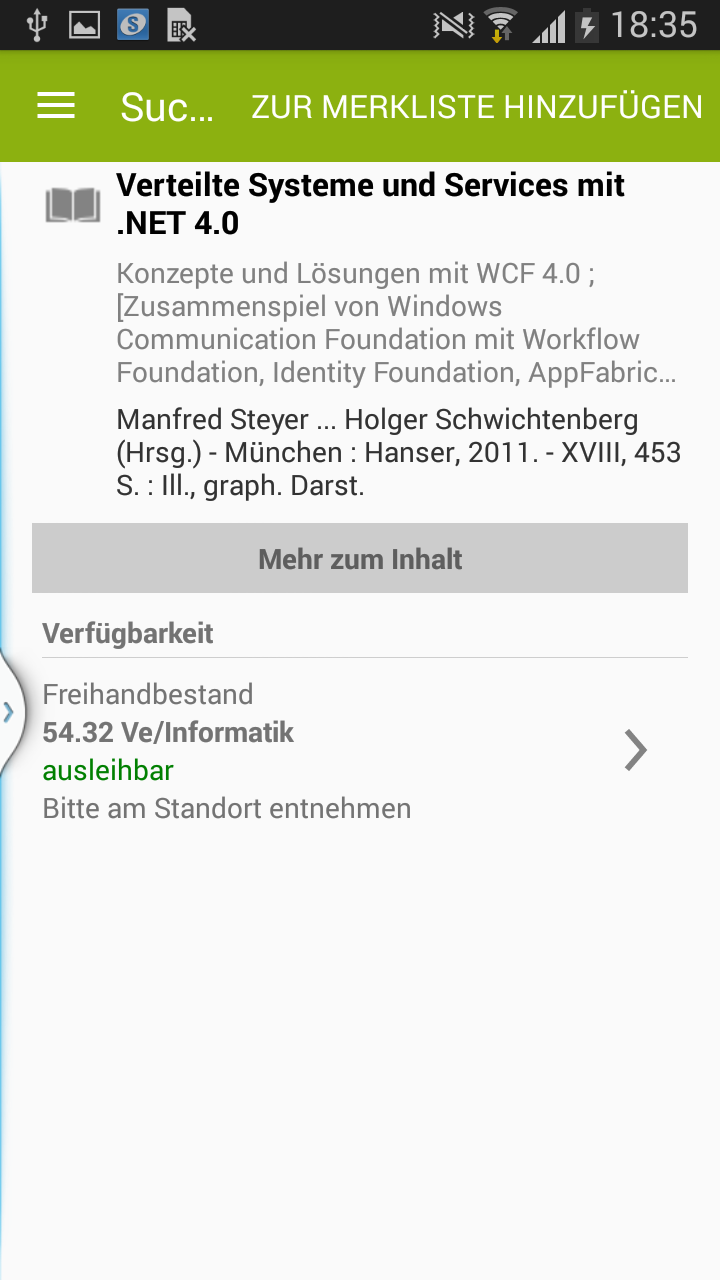 18:35
Suc... ZUR MERKLISTE HINZUFÜGEN
Verteilte Systeme und Services mit
.NET 4.0
Konzepte und Lösungen mit WCF 4.0 ;
[Zusammenspiel von Windows
Communication Foundation mit Workflow
Foundation, Identity Foundation, AppFabric...
Manfred Steyer ... Holger Schwichtenberg
(Hrsg.) - München : Hanser, 2011. - XVIII, 453
S. : Ill., graph. Darst.
Mehr zum Inhalt
Verfügbarkeit
Freihandbestand
54.32 Ve/Informatik
ausleihbar
Bitte am Standort entnehmen